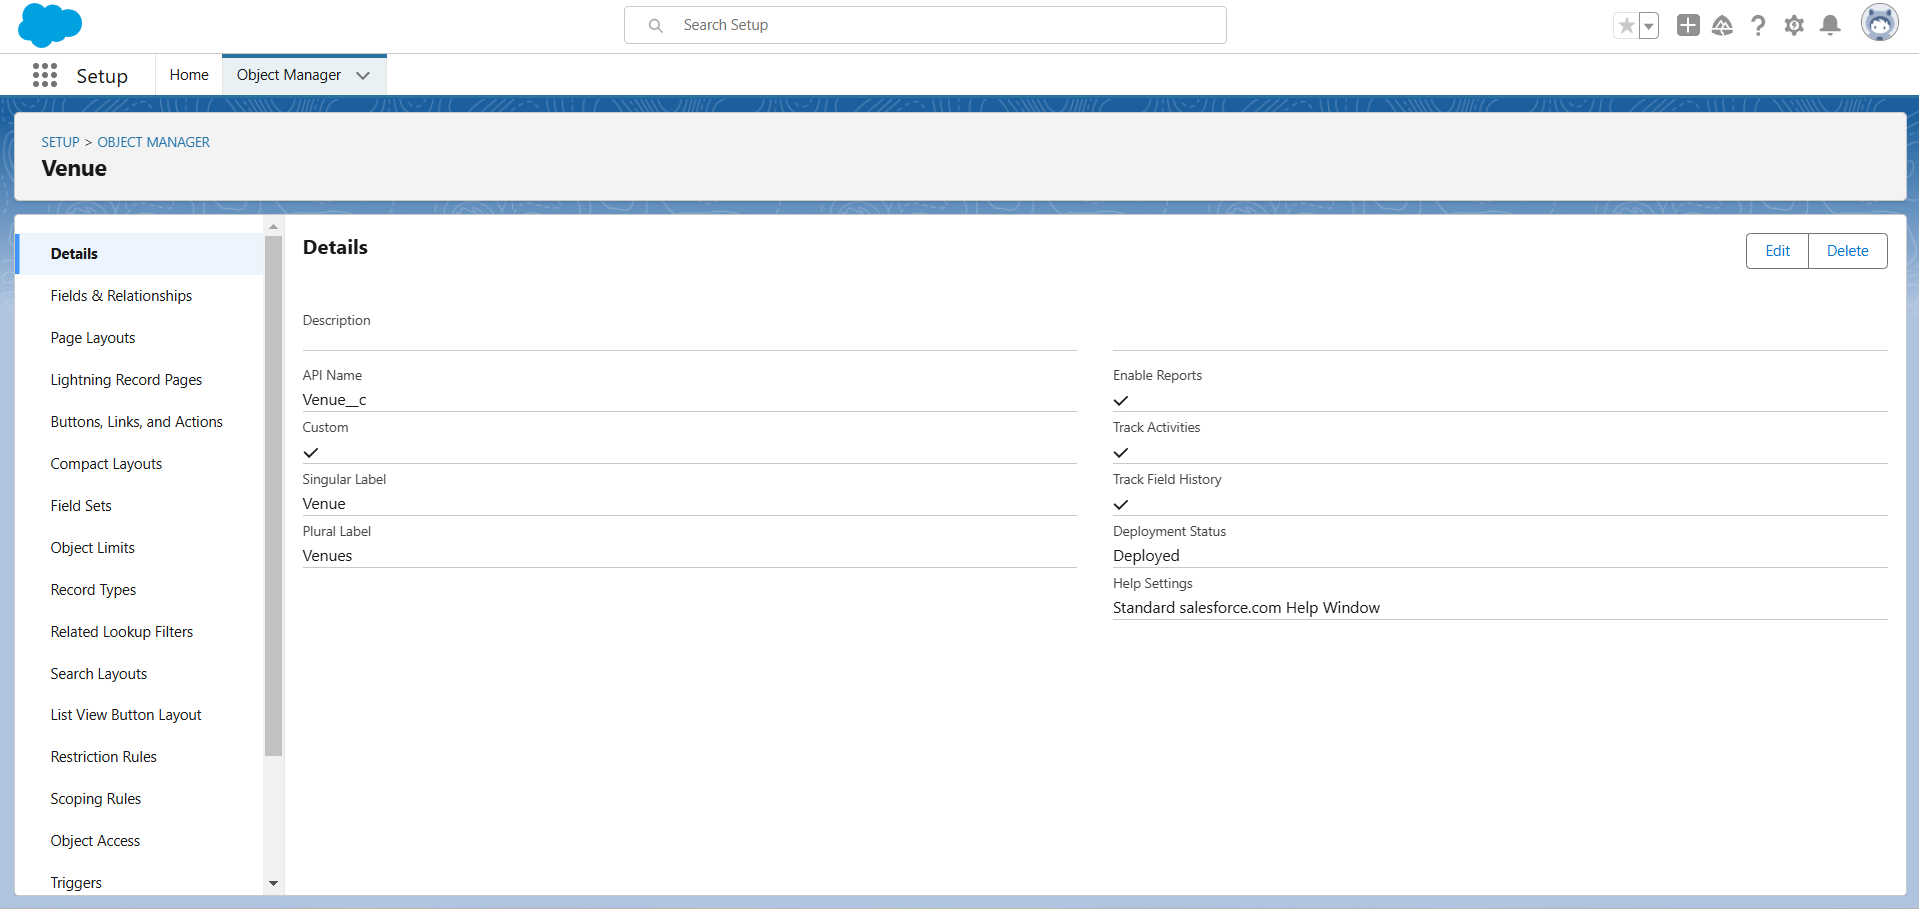 Search Setup
Setup
Home
Object Manager
SETUP > OBJECT MANAGER
Venue
Details
Fields & Relationships
Page Layouts
Lightning Record Pages
Buttons, Links, and Actions
Compact Layouts
Field Sets
Object Limits
Record Types
Related Lookup Filters
Search Layouts
List View Button Layout
Restriction Rules
Scoping Rules
Object Access
Triggers
Details
Edit
Delete
Description
API Name
Venue__c
Custom
Singular Label
Venue
Plural Label
Venues
Enable Reports
Track Activities
Track Field History
Deployment Status
Deployed
Help Settings
Standard salesforce.com Help Window